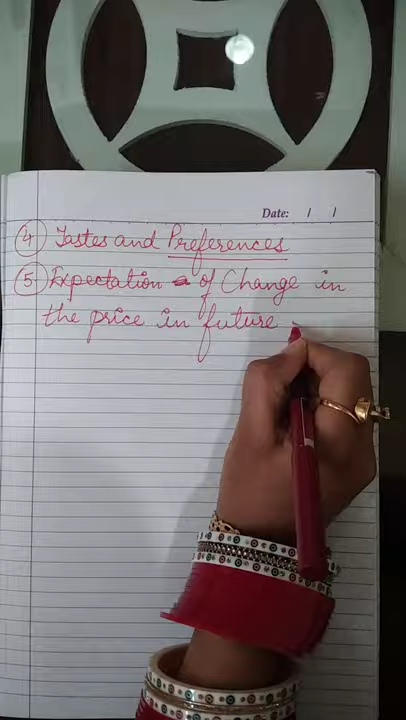 Date: / /
④ Tastes and Preferences
⑤ Expectation of Change in
the price in future